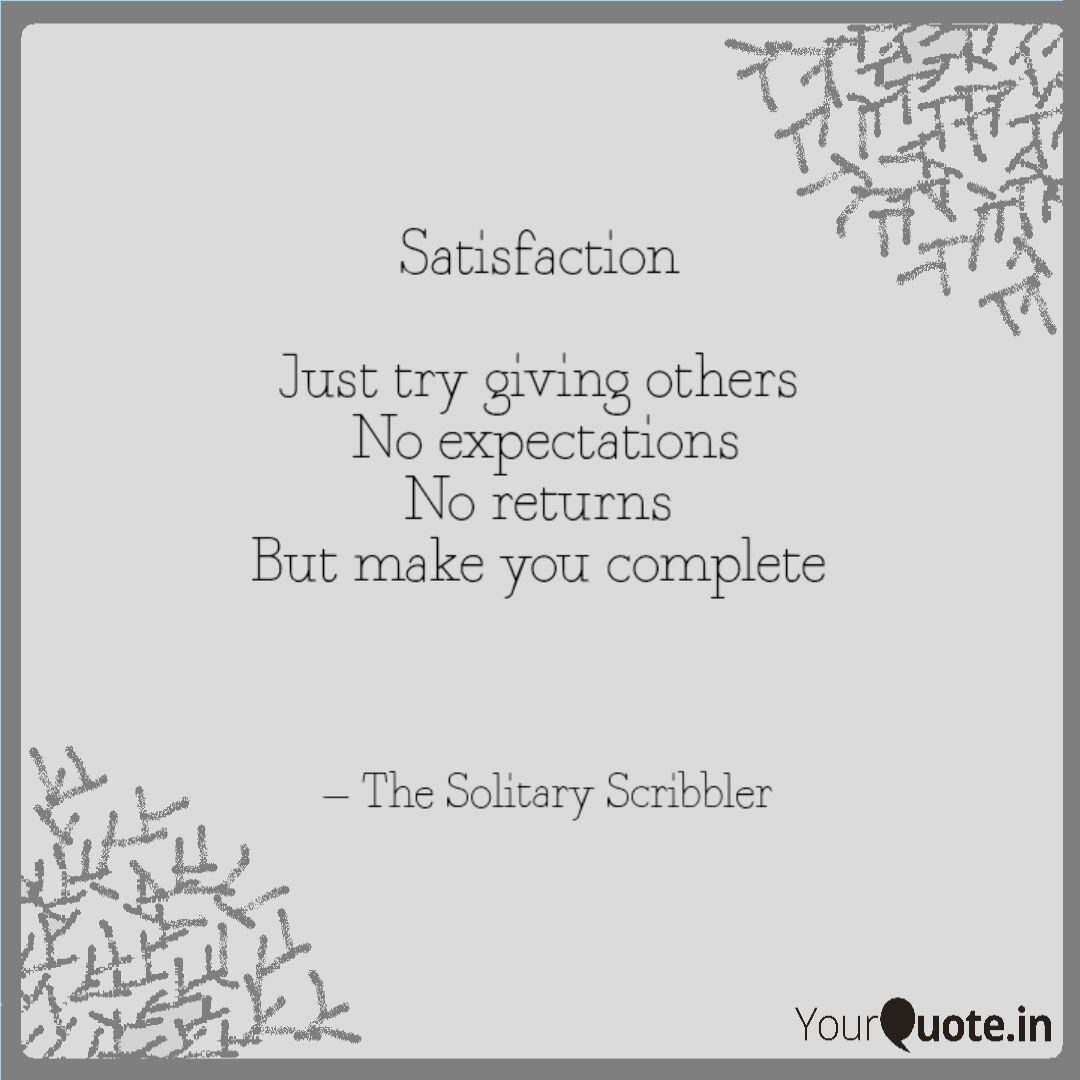 Satisfaction
Just try giving others
No expectations
No returns
But make you complete
– The Solitary Scribbler
YourQuote.in